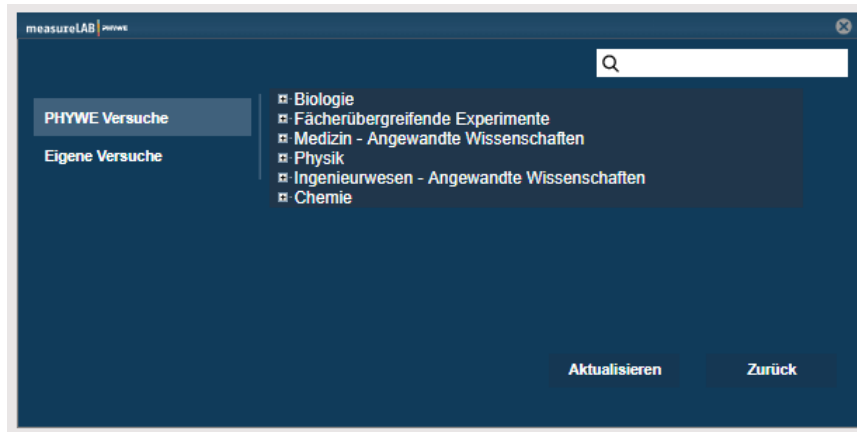 measureLAB PHYWE
PHYWE Versuche
Eigene Versuche
Biologie
Fächerübergreifende Experimente
Medizin - Angewandte Wissenschaften
Physik
Ingenieurwesen - Angewandte Wissenschaften
Chemie
Aktualisieren
Zurück